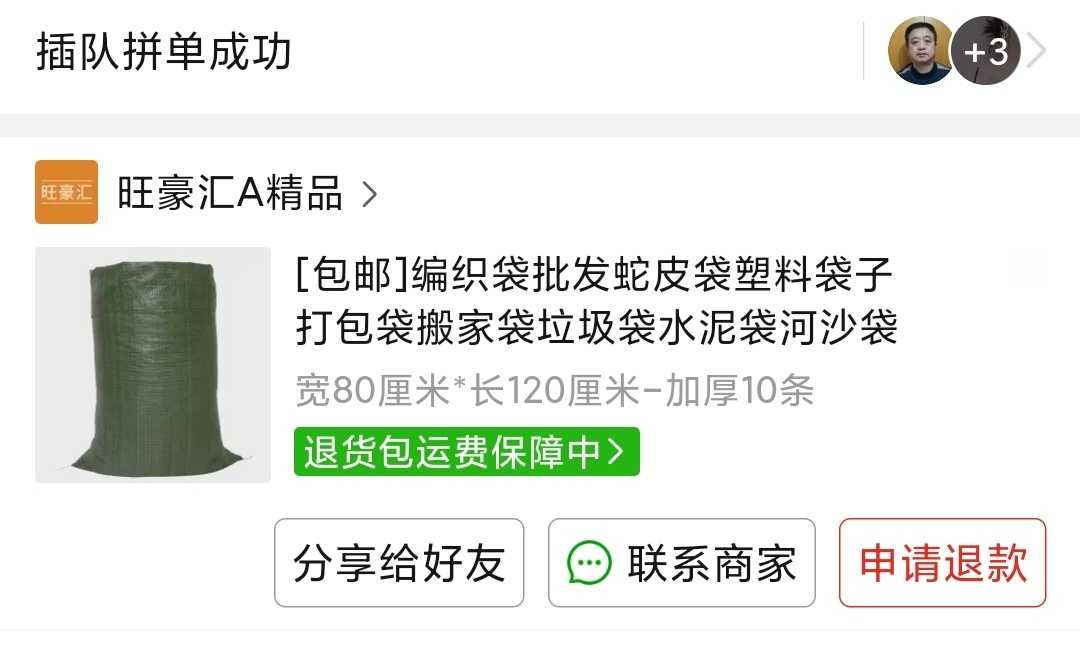 插队拼单成功
+3
旺豪汇
旺豪汇A精品
[包邮]编织袋批发蛇皮袋塑料袋子
打包袋搬家袋垃圾袋水泥袋河沙袋
宽80厘米*长120厘米-加厚10条
退货包运费保障中
分享给好友
联系商家
申请退款